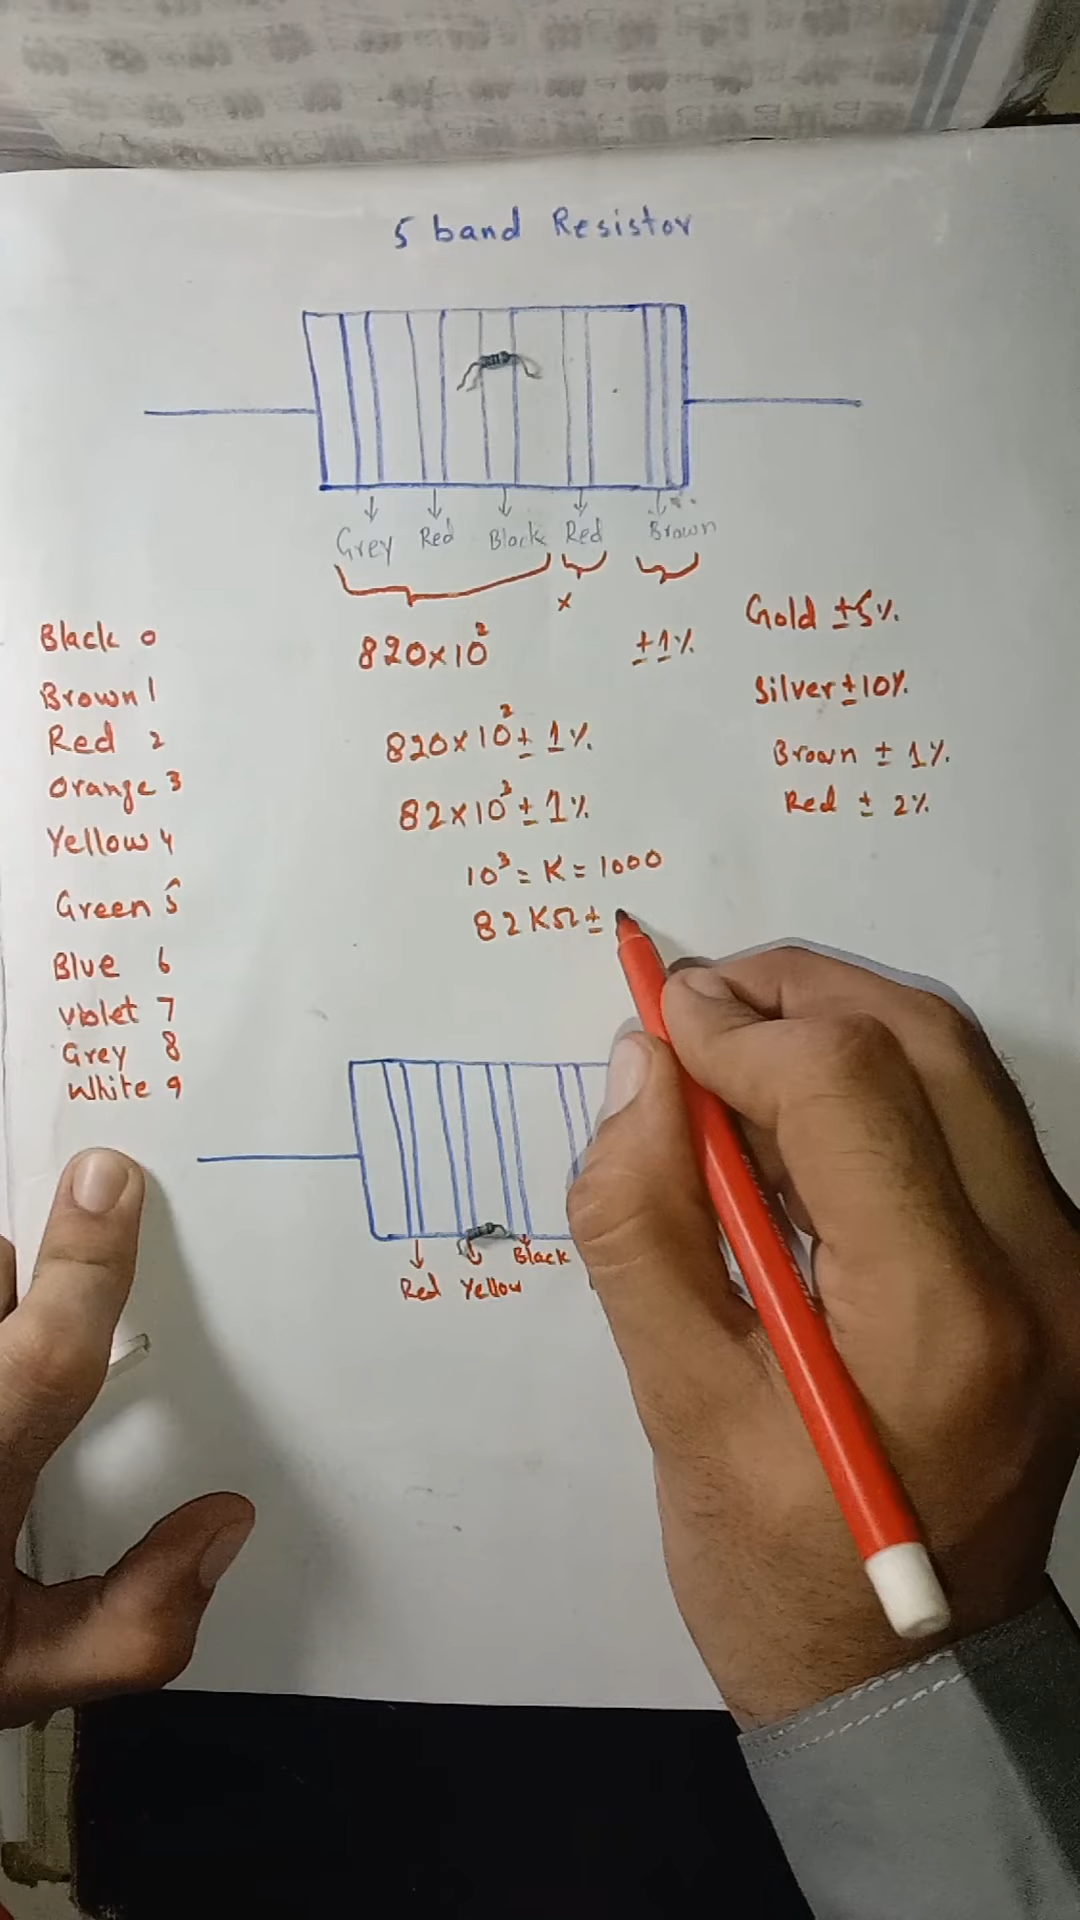 5 band Resistor
Grey Red Black Red Brown
x
Black 0
Brown 1
Red 2
Orange 3
Yellow 4
Green 5
Blue 6
Violet 7
Grey 8
White 9
820×10² ±1%
820×10² ± 1%
82×10³ ± 1%
10³ = K = 1000
82KΩ ±
Gold ±5%
Silver ±10%
Brown ± 1%
Red ± 2%
Red Yellow Black